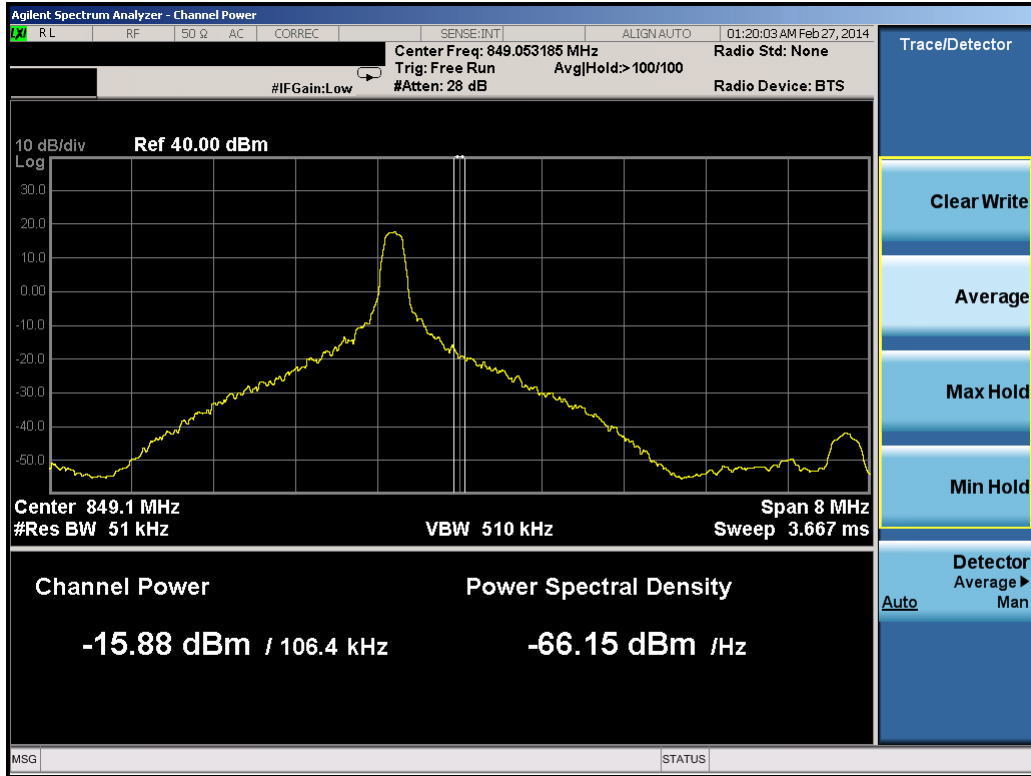 Agilent Spectrum Analyzer - Channel Power
LXI RL RF 50 Ω AC CORREC SENSE:INT ALIGN AUTO 01:20:03 AM Feb 27, 2014
Center Freq: 849.053185 MHz Radio Std: None
Trig: Free Run Avg|Hold:> 100/100
#IFGain:Low #Atten: 28 dB Radio Device: BTS
10 dB/div Ref 40.00 dBm
Log
30.0
20.0
10.0
0.00
-10.0
-20.0
-30.0
-40.0
-50.0
Center 849.1 MHz Span 8 MHz
#Res BW 51 kHz VBW 510 kHz Sweep 3.667 ms
Channel Power Power Spectral Density
-15.88 dBm / 106.4 kHz -66.15 dBm /Hz
MSG STATUS
Trace/Detector
Clear Write
Average
Max Hold
Min Hold
Detector
Average ▶
Auto Man